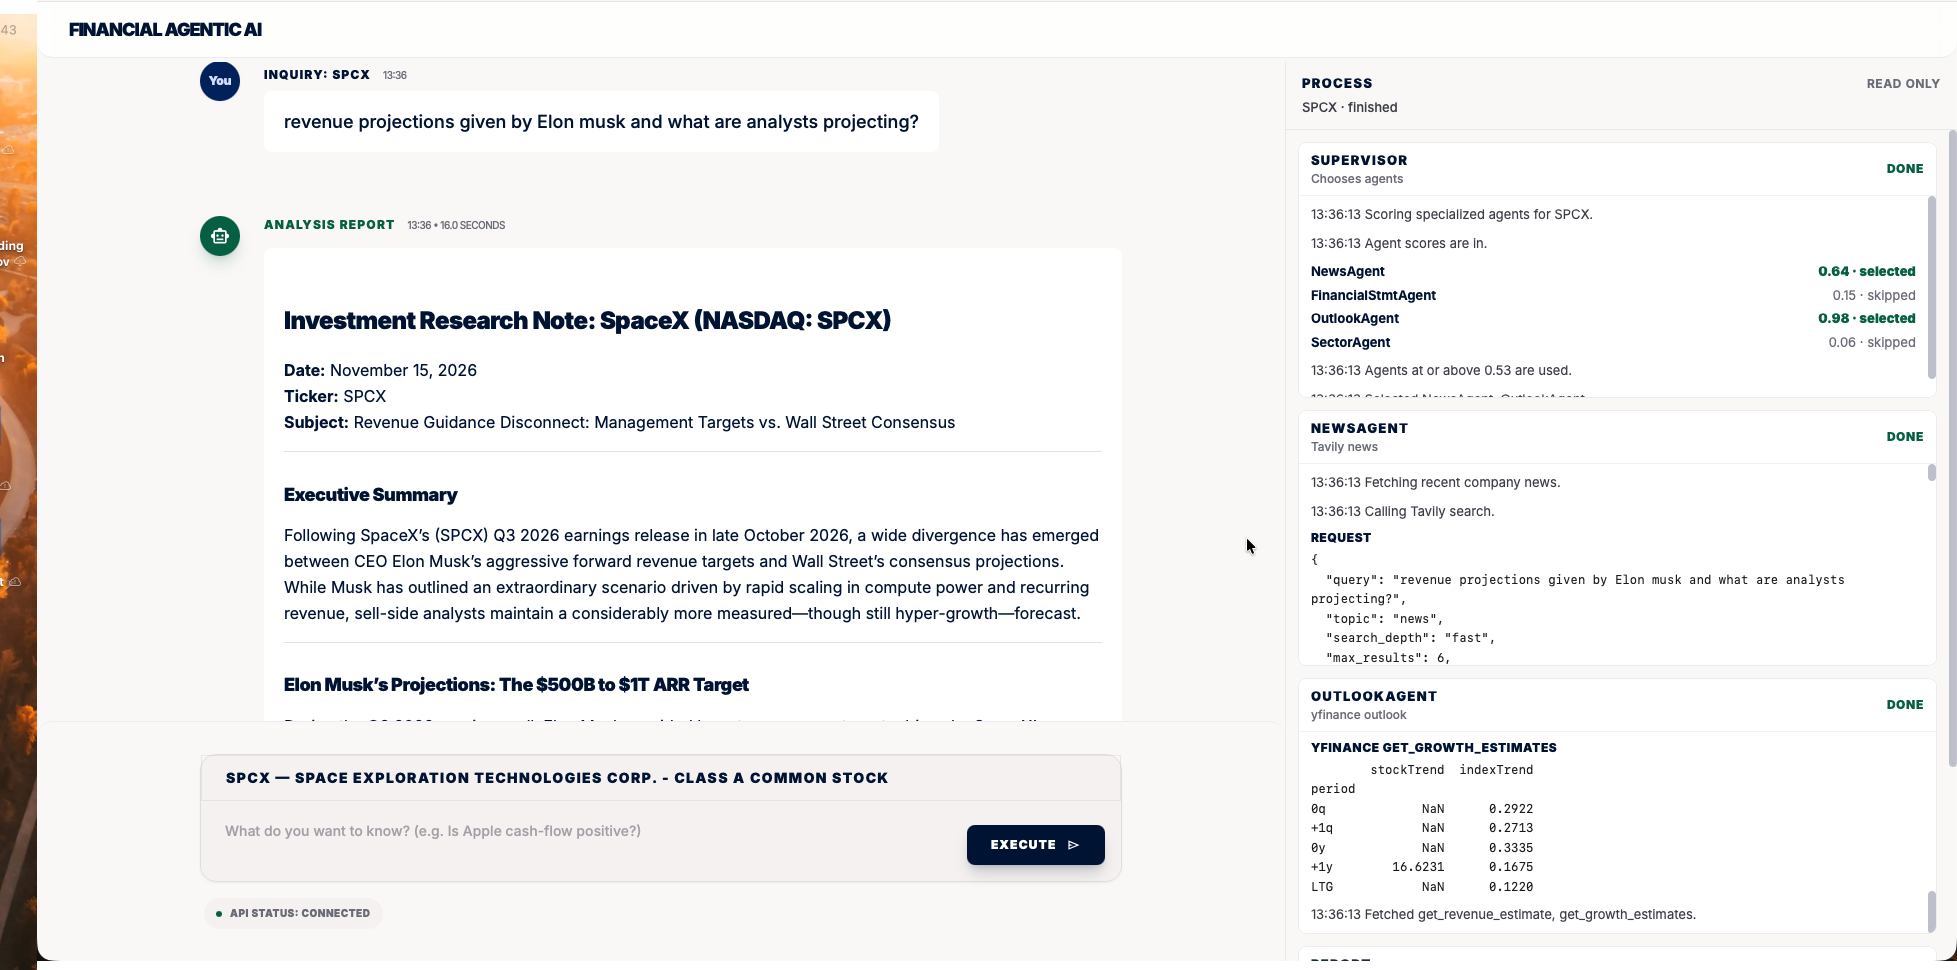 43
FINANCIAL AGENTIC AI
You
INQUIRY: SPCX 13:36
revenue projections given by Elon musk and what are analysts projecting?
ANALYSIS REPORT 13:36 • 16.0 SECONDS
Investment Research Note: SpaceX (NASDAQ: SPCX)
Date: November 15, 2026
Ticker: SPCX
Subject: Revenue Guidance Disconnect: Management Targets vs. Wall Street Consensus
Executive Summary
Following SpaceX’s (SPCX) Q3 2026 earnings release in late October 2026, a wide divergence has emerged
between CEO Elon Musk’s aggressive forward revenue targets and Wall Street’s consensus projections.
While Musk has outlined an extraordinary scenario driven by rapid scaling in compute power and recurring
revenue, sell-side analysts maintain a considerably more measured—though still hyper-growth—forecast.
Elon Musk’s Projections: The $500B to $1T ARR Target
SPCX — SPACE EXPLORATION TECHNOLOGIES CORP. - CLASS A COMMON STOCK
What do you want to know? (e.g. Is Apple cash-flow positive?)
EXECUTE
API STATUS: CONNECTED
PROCESS
READ ONLY
SPCX · finished
SUPERVISOR
Chooses agents
DONE
13:36:13 Scoring specialized agents for SPCX.
13:36:13 Agent scores are in.
NewsAgent 0.64 · selected
FinancialStmtAgent 0.15 · skipped
OutlookAgent 0.98 · selected
SectorAgent 0.06 · skipped
13:36:13 Agents at or above 0.53 are used.
13:36:13 Selected NewsAgent, OutlookAgent
NEWSAGENT
Tavily news
DONE
13:36:13 Fetching recent company news.
13:36:13 Calling Tavily search.
REQUEST
{
"query": "revenue projections given by Elon musk and what are analysts
projecting?",
"topic": "news",
"search_depth": "fast",
"max_results": 6,
OUTLOOKAGENT
yfinance outlook
DONE
YFINANCE GET_GROWTH_ESTIMATES
stockTrend indexTrend
period
0q NaN 0.2922
+1q NaN 0.2713
0y NaN 0.3335
+1y 16.6231 0.1675
LTG NaN 0.1220
13:36:13 Fetched get_revenue_estimate, get_growth_estimates.